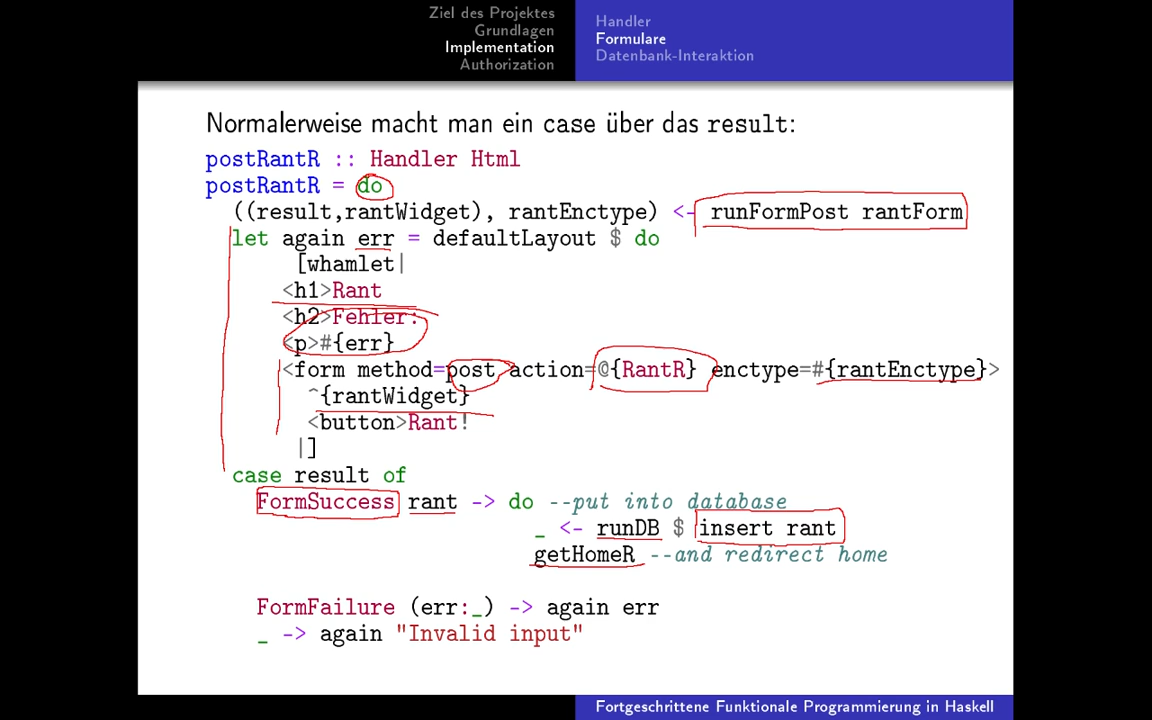 Ziel des Projektes
Grundlagen
Implementation
Authorization
Handler
Formulare
Datenbank-Interaktion
Normalerweise macht man ein case über das result:
postRantR :: Handler Html
postRantR = do
((result,rantWidget), rantEnctype) <- runFormPost rantForm
let again err = defaultLayout $ do
[whamlet|
<h1>Rant
<h2>Fehler:
<p>#{err}
<form method=post action=@{RantR} enctype=#{rantEnctype}>
^{rantWidget}
<button>Rant!
|]
case result of
FormSuccess rant -> do --put into database
_ <- runDB $ insert rant
getHomeR --and redirect home
FormFailure (err:_) -> again err
_ -> again "Invalid input"
Fortgeschrittene Funktionale Programmierung in Haskell